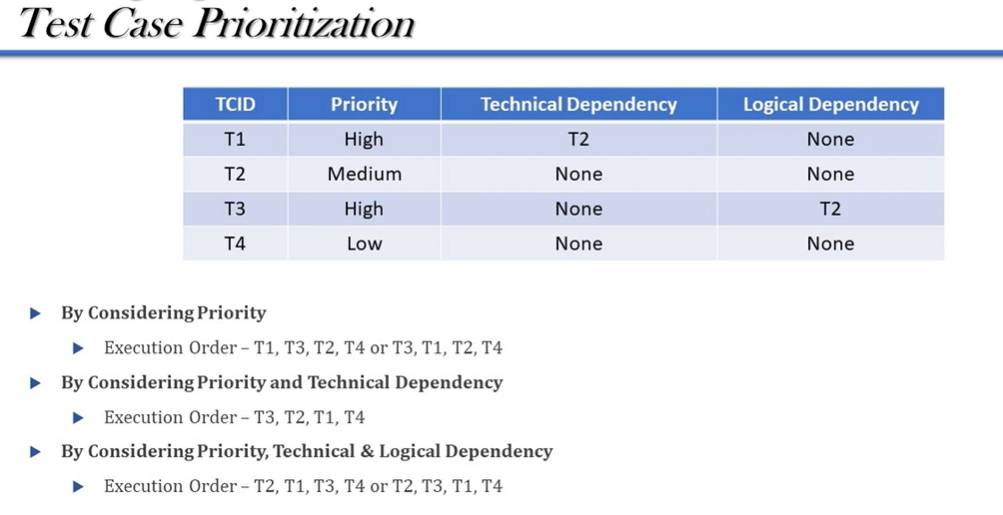 Test Case Prioritization
TCID Priority Technical Dependency Logical Dependency
T1 High T2 None
T2 Medium None None
T3 High None T2
T4 Low None None
By Considering Priority
Execution Order – T1, T3, T2, T4 or T3, T1, T2, T4
By Considering Priority and Technical Dependency
Execution Order – T3, T2, T1, T4
By Considering Priority, Technical & Logical Dependency
Execution Order – T2, T1, T3, T4 or T2, T3, T1, T4